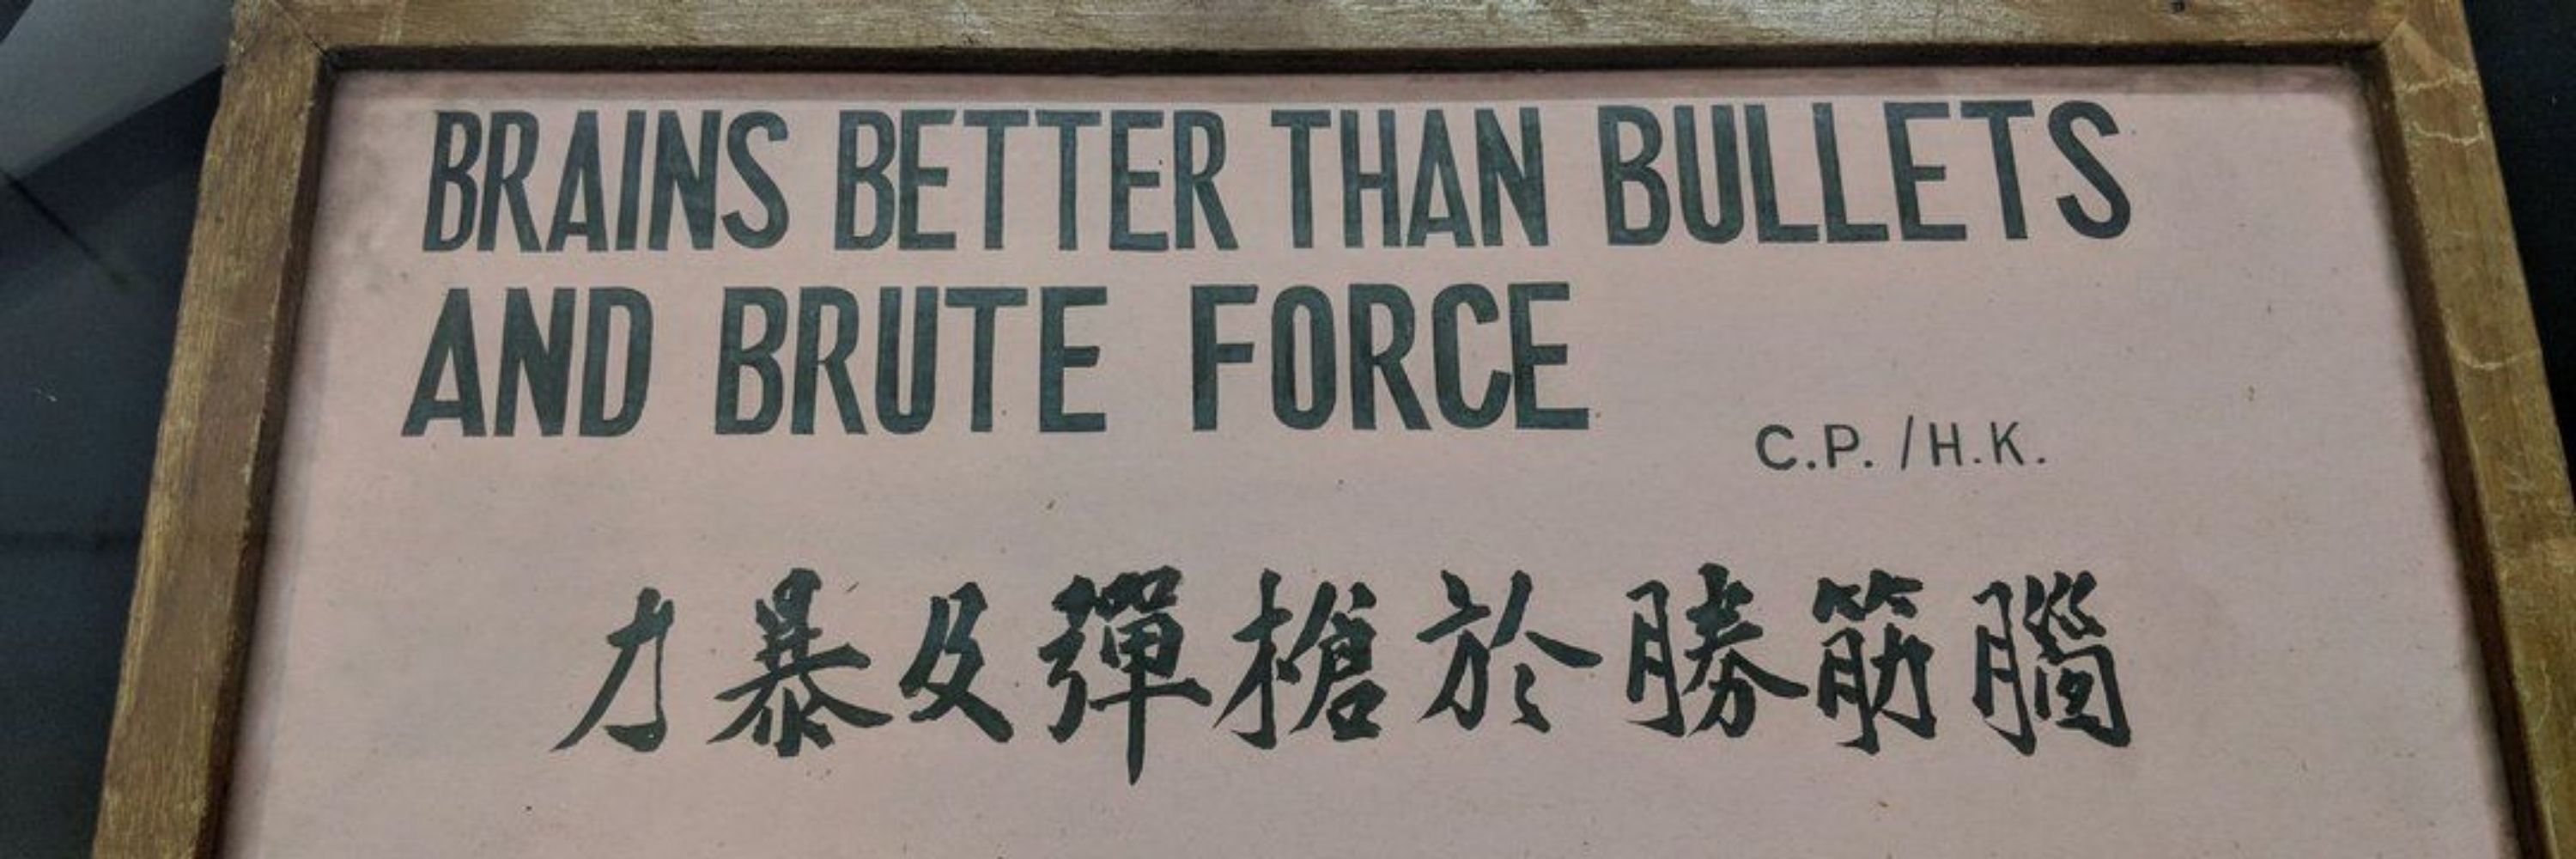 BRAINS BETTER THAN BULLETS
AND BRUTE FORCE
C.P. /H.K.
腦筋勝於槍彈及暴力